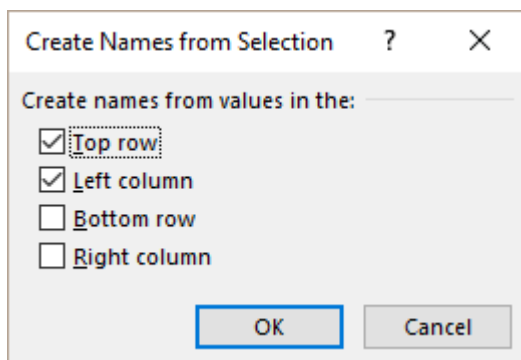 Create Names from Selection ?
Create names from values in the:
Top row
Left column
Bottom row
Right column
OK Cancel